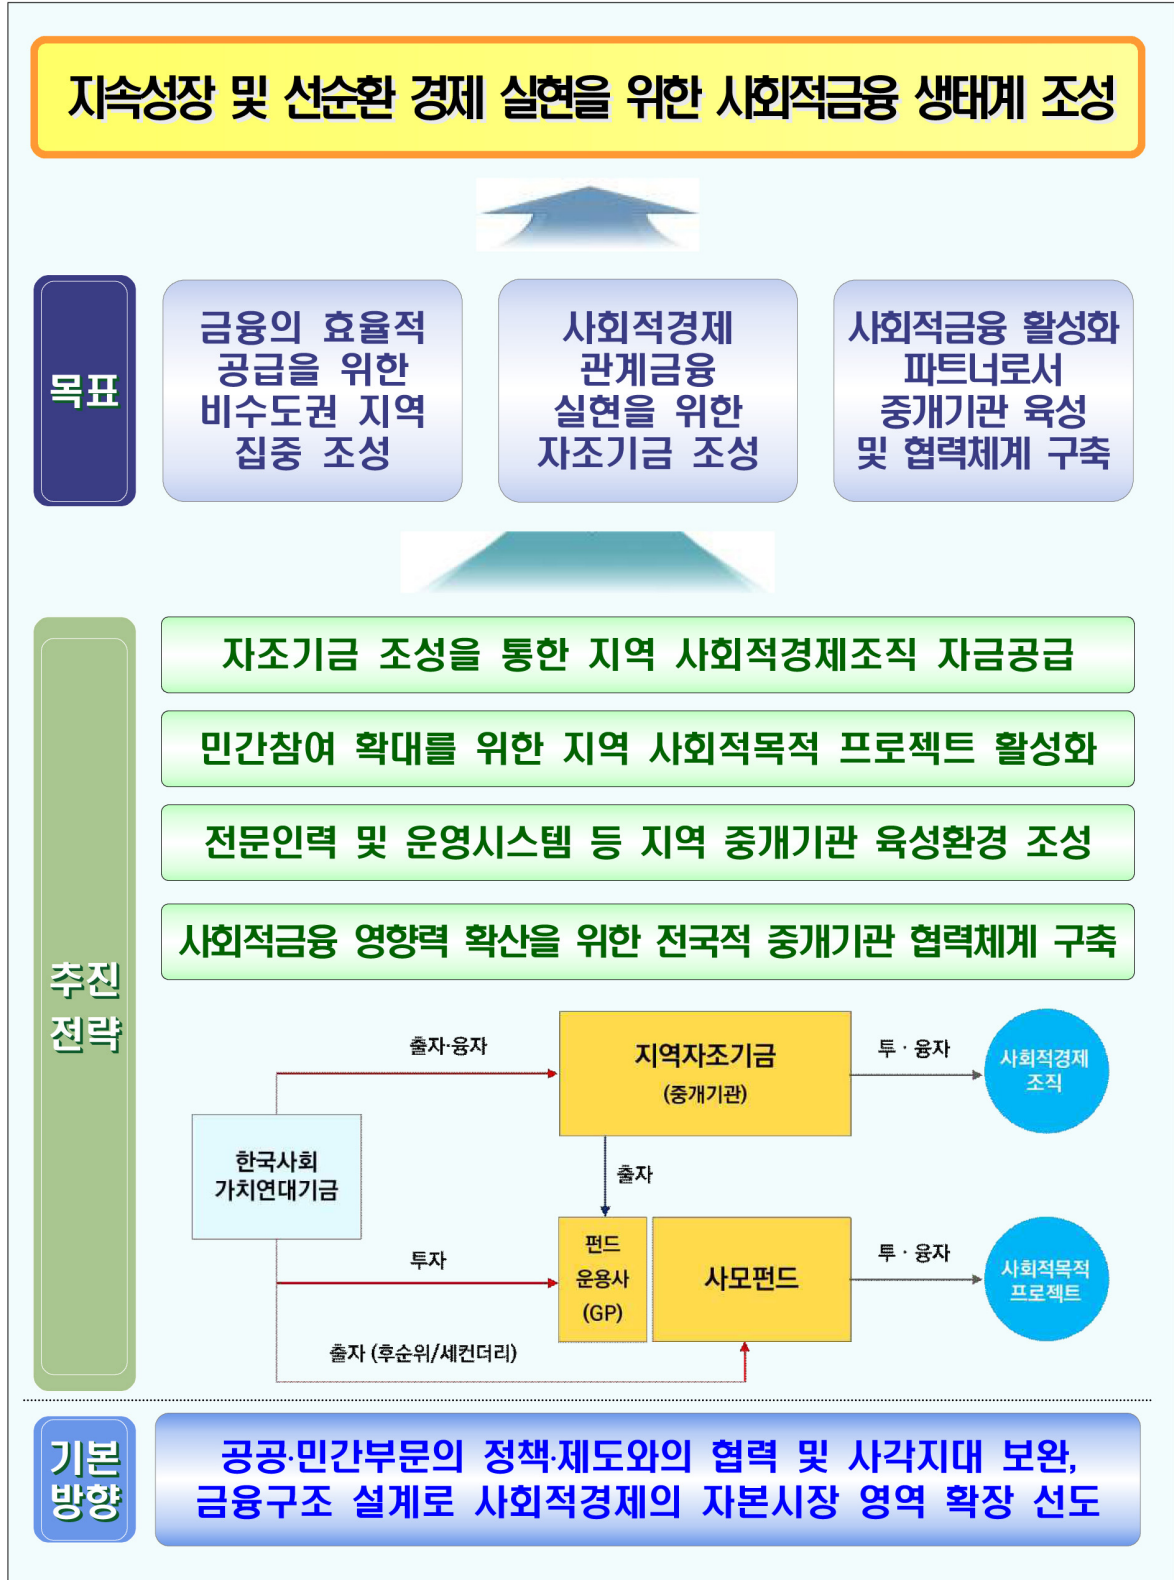 지속성장 및 선순환 경제 실현을 위한 사회적금융 생태계 조성
목표
금융의 효율적
공급을 위한
비수도권 지역
집중 조성
사회적경제
관계금융
실현을 위한
자조기금 조성
사회적금융 활성화
파트너로서
중개기관 육성
및 협력체계 구축
추진
전략
자조기금 조성을 통한 지역 사회적경제조직 자금공급
민간참여 확대를 위한 지역 사회적목적 프로젝트 활성화
전문인력 및 운영시스템 등 지역 중개기관 육성환경 조성
사회적금융 영향력 확산을 위한 전국적 중개기관 협력체계 구축
출자·융자
지역자조기금
(중개기관)
투 · 융자
사회적경제
조직
한국사회
가치연대기금
출자
투자
펀드
운용사
(GP)
사모펀드
투 · 융자
사회적목적
프로젝트
출자 (후순위/세컨더리)
기본
방향
공공·민간부문의 정책·제도와의 협력 및 사각지대 보완,
금융구조 설계로 사회적경제의 자본시장 영역 확장 선도